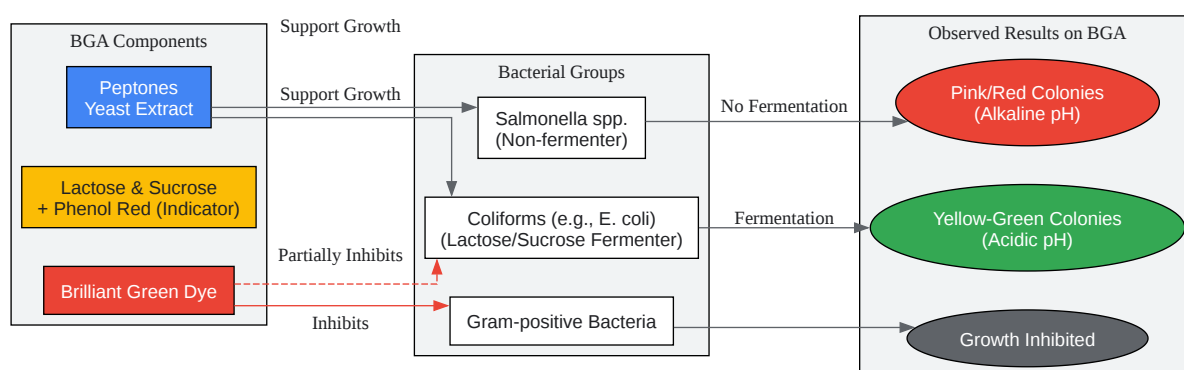 BGA Components
Peptones
Yeast Extract
Lactose & Sucrose
+ Phenol Red (Indicator)
Brilliant Green Dye
Support Growth
Support Growth
Partially Inhibits
Inhibits
Bacterial Groups
Salmonella spp.
(Non-fermenter)
Coliforms (e.g., E. coli)
(Lactose/Sucrose Fermenter)
Gram-positive Bacteria
No Fermentation
Fermentation
Observed Results on BGA
Pink/Red Colonies
(Alkaline pH)
Yellow-Green Colonies
(Acidic pH)
Growth Inhibited